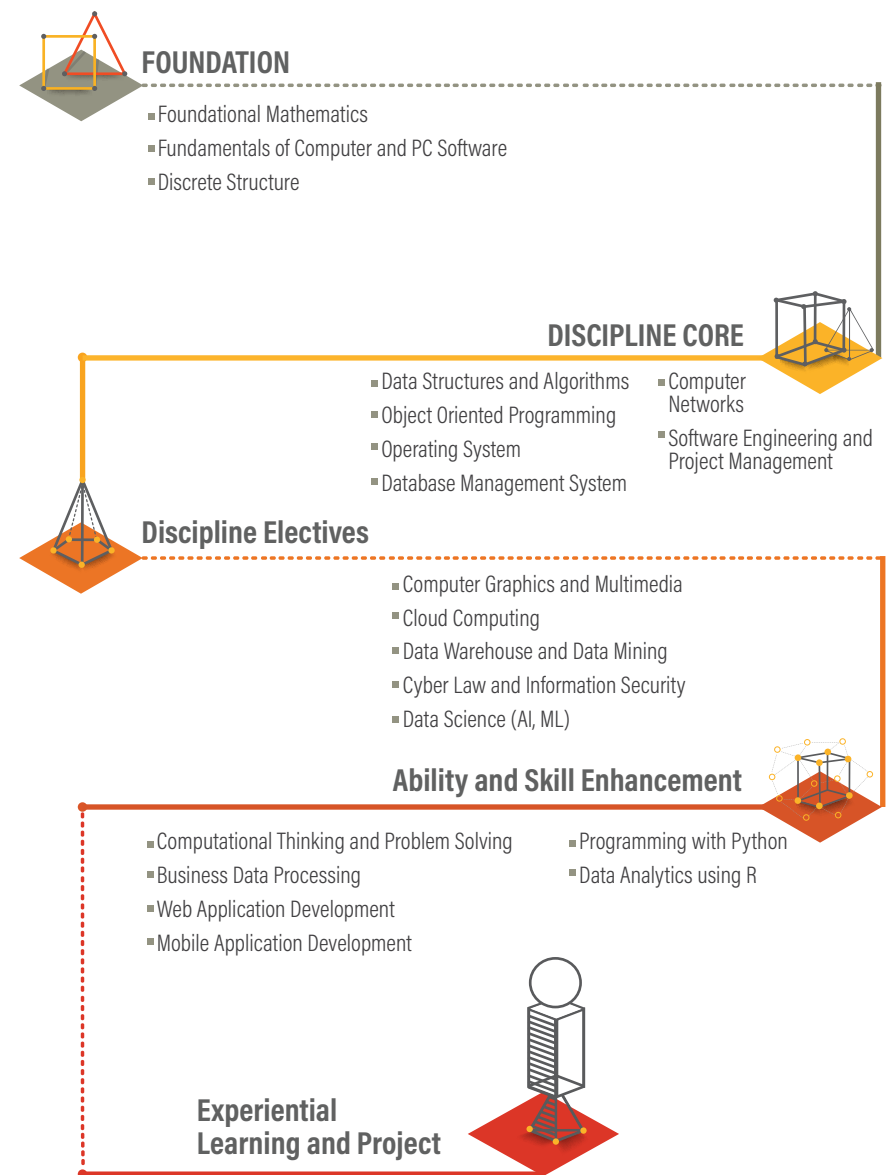 FOUNDATION
Foundational Mathematics
Fundamentals of Computer and PC Software
Discrete Structure
DISCIPLINE CORE
Data Structures and Algorithms
Object Oriented Programming
Operating System
Database Management System
Computer
Networks
Software Engineering and
Project Management
Discipline Electives
Computer Graphics and Multimedia
Cloud Computing
Data Warehouse and Data Mining
Cyber Law and Information Security
Data Science (AI, ML)
Ability and Skill Enhancement
Computational Thinking and Problem Solving
Business Data Processing
Web Application Development
Mobile Application Development
Programming with Python
Data Analytics using R
Experiential
Learning and Project